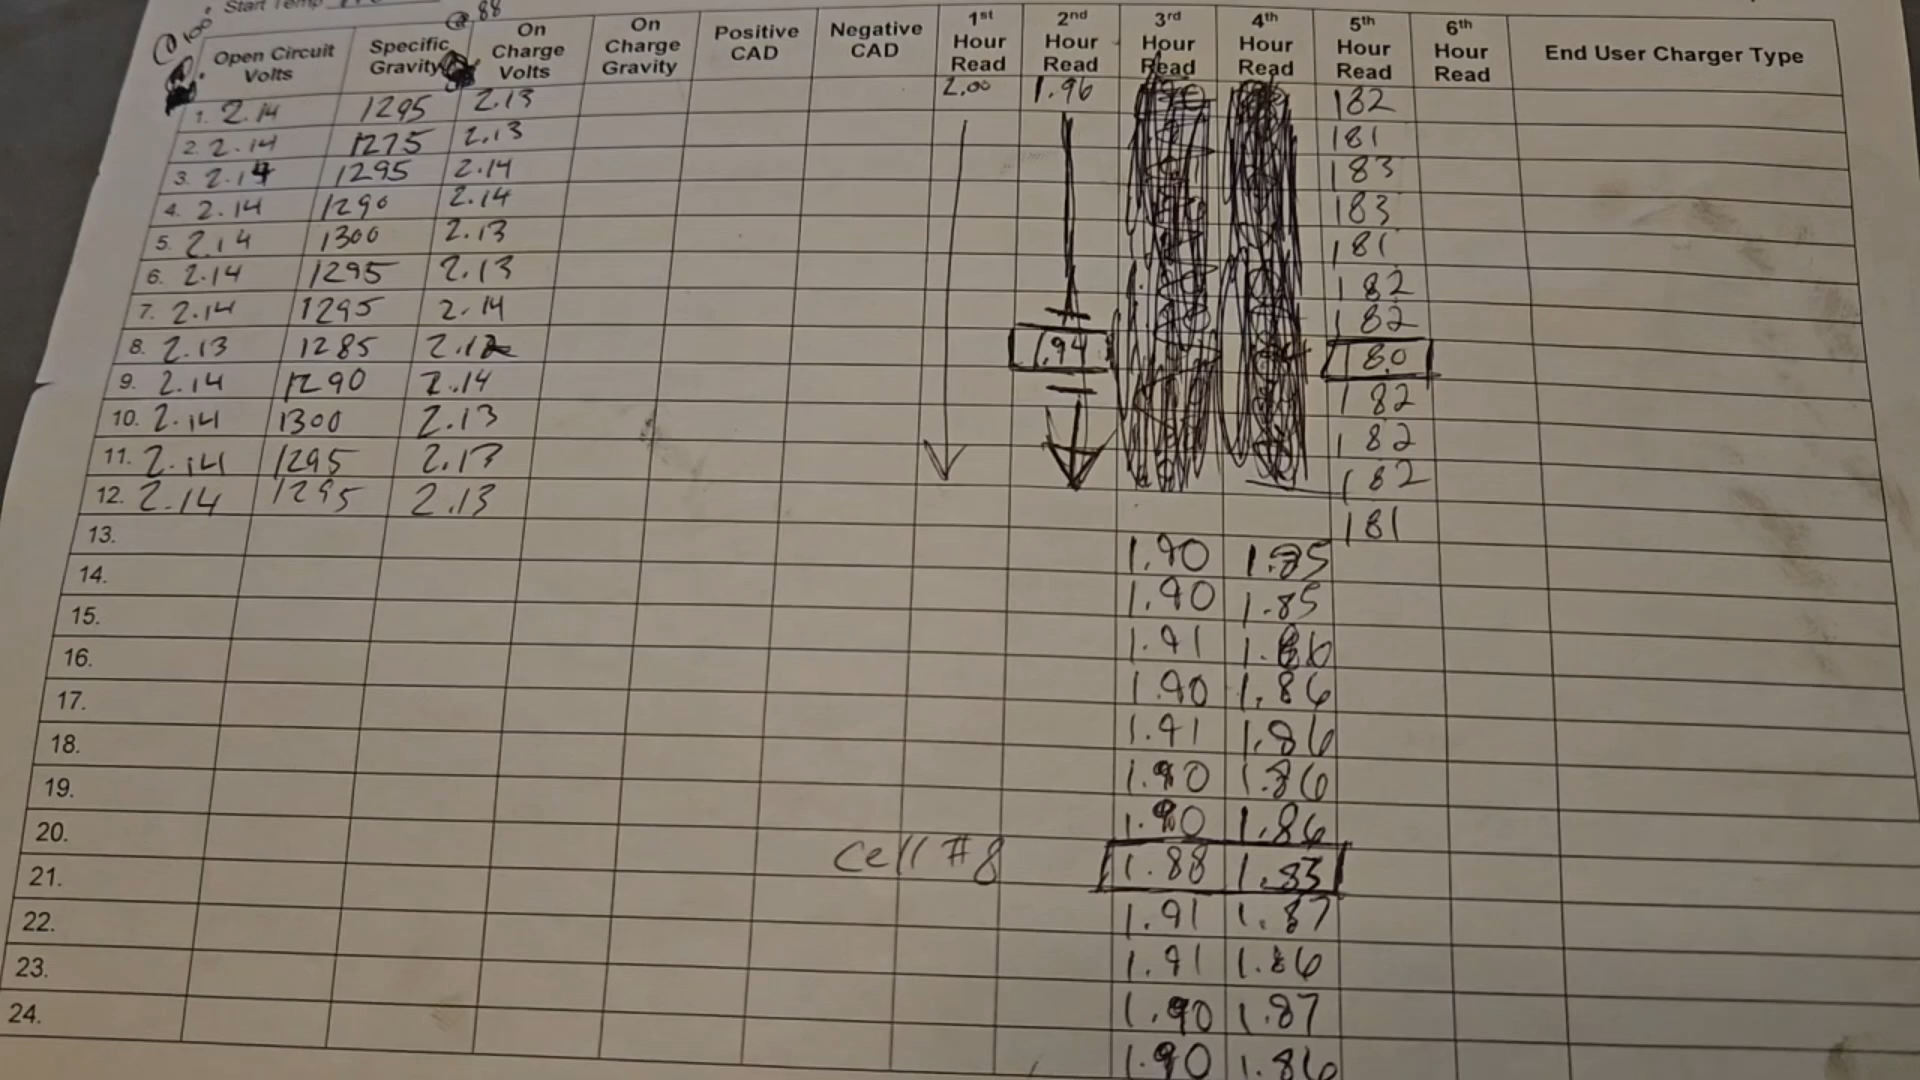 Start Temp
① 100° @ .88
Open Circuit Volts | Specific Gravity | On Charge Volts | On Charge Gravity | Positive CAD | Negative CAD | 1st Hour Read | 2nd Hour Read | 3rd Hour Read | 4th Hour Read | 5th Hour Read | 6th Hour Read | End User Charger Type
1. 2.14 1295 2.13 2.00 1.96 182
2. 2.14 1275 2.13 181
3. 2.14 1295 2.14 183
4. 2.14 1290 2.14 183
5. 2.14 1300 2.13 181
6. 2.14 1295 2.13 182
7. 2.14 1295 2.14 182
8. 2.13 1285 2.12 1.94 180
9. 2.14 1290 2.14 182
10. 2.14 1300 2.13 182
11. 2.14 1295 2.13 182
12. 2.14 1295 2.13 181
13. 1.90 1.85
14. 1.90 1.85
15. 1.91 1.86
16. 1.90 1.86
17. 1.91 1.86
18. 1.90 1.86
19. 1.90 1.86
20. Cell #8 1.88 1.83
21. 1.91 1.87
22. 1.91 1.86
23. 1.90 1.87
24. 1.90 1.86